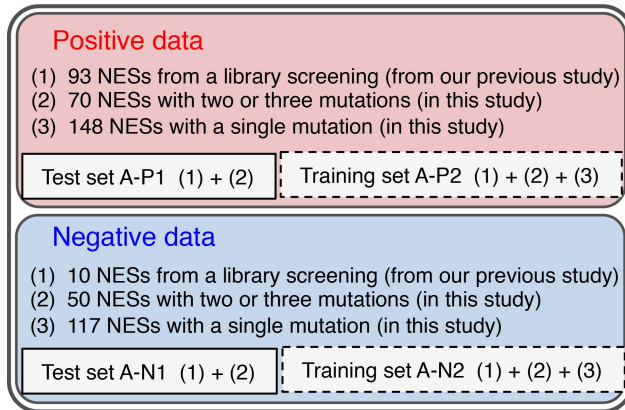 Positive data
(1) 93 NESs from a library screening (from our previous study)
(2) 70 NESs with two or three mutations (in this study)
(3) 148 NESs with a single mutation (in this study)
Test set A-P1 (1) + (2)
Training set A-P2 (1) + (2) + (3)
Negative data
(1) 10 NESs from a library screening (from our previous study)
(2) 50 NESs with two or three mutations (in this study)
(3) 117 NESs with a single mutation (in this study)
Test set A-N1 (1) + (2)
Training set A-N2 (1) + (2) + (3)